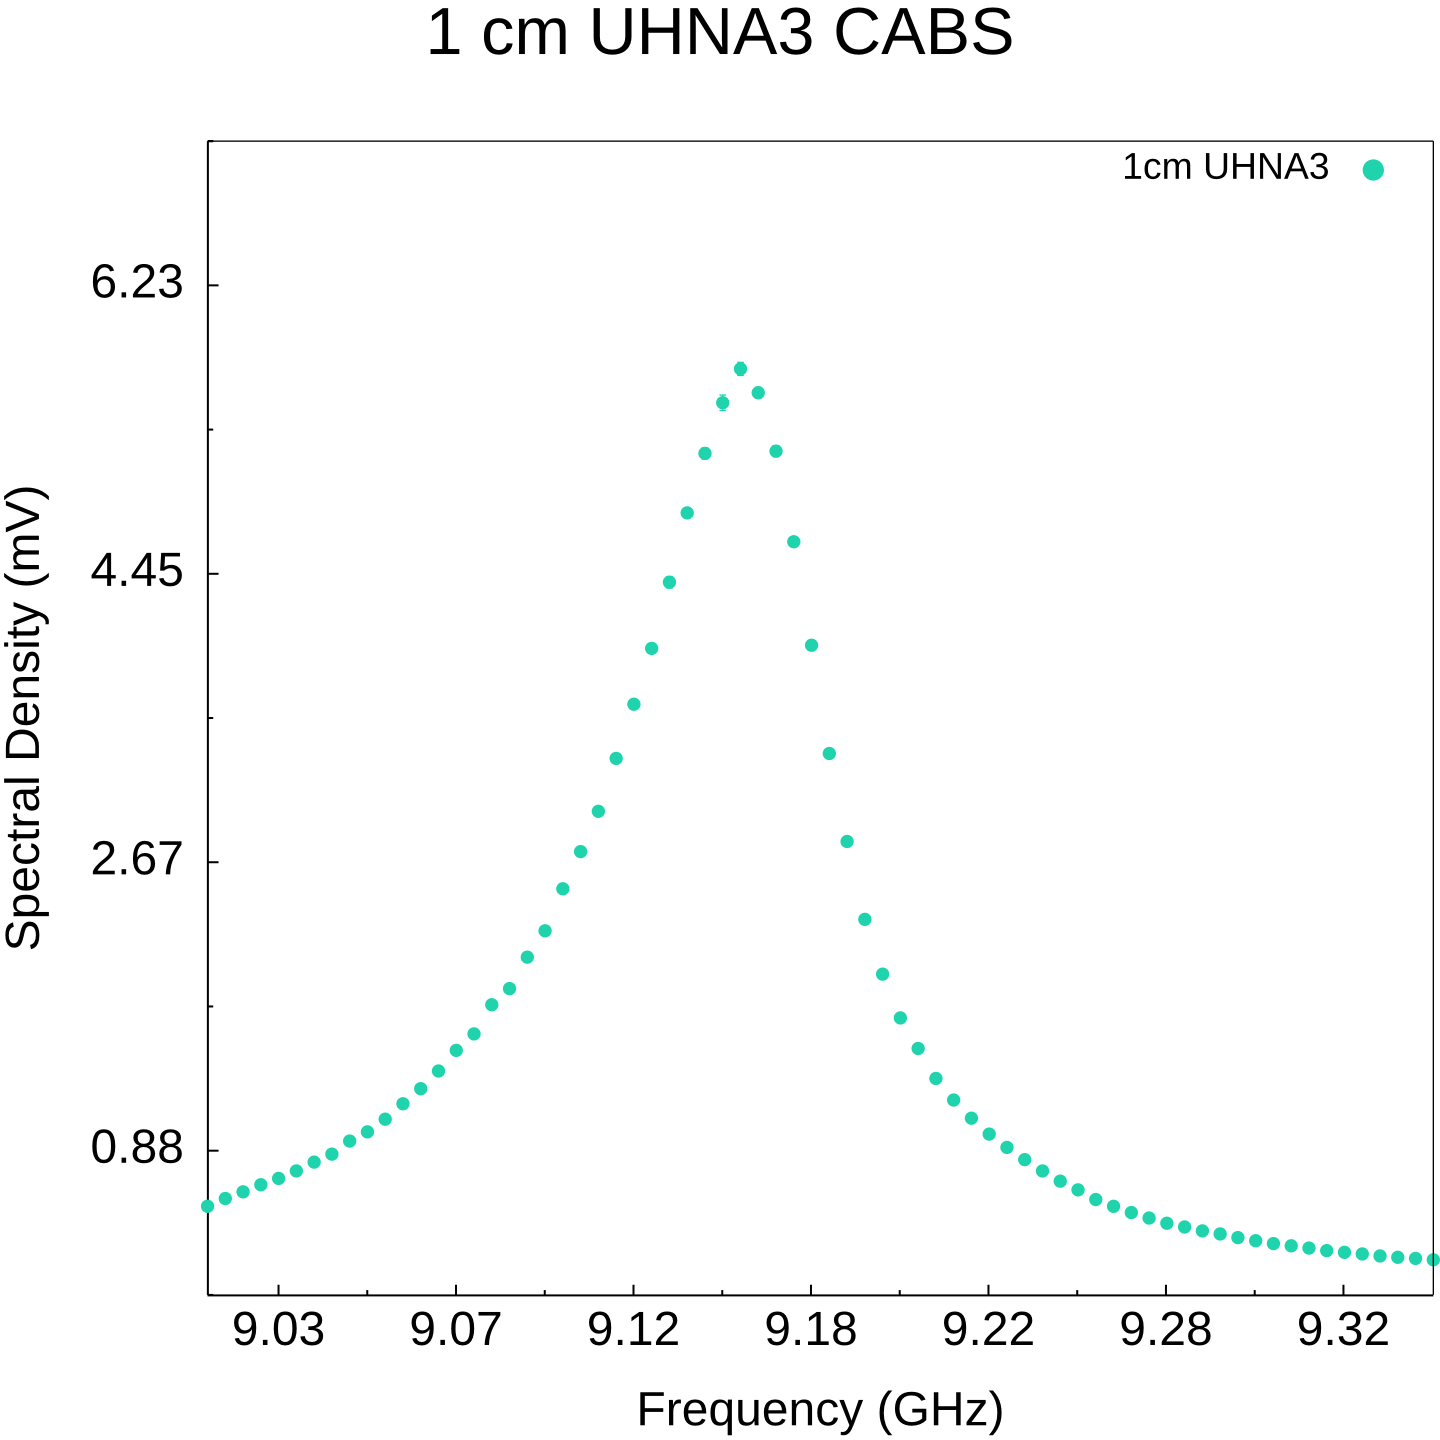 1 cm UHNA3 CABS
1cm UHNA3
6.23
4.45
2.67
0.88
Spectral Density (mV)
9.03 9.07 9.12 9.18 9.22 9.28 9.32
Frequency (GHz)